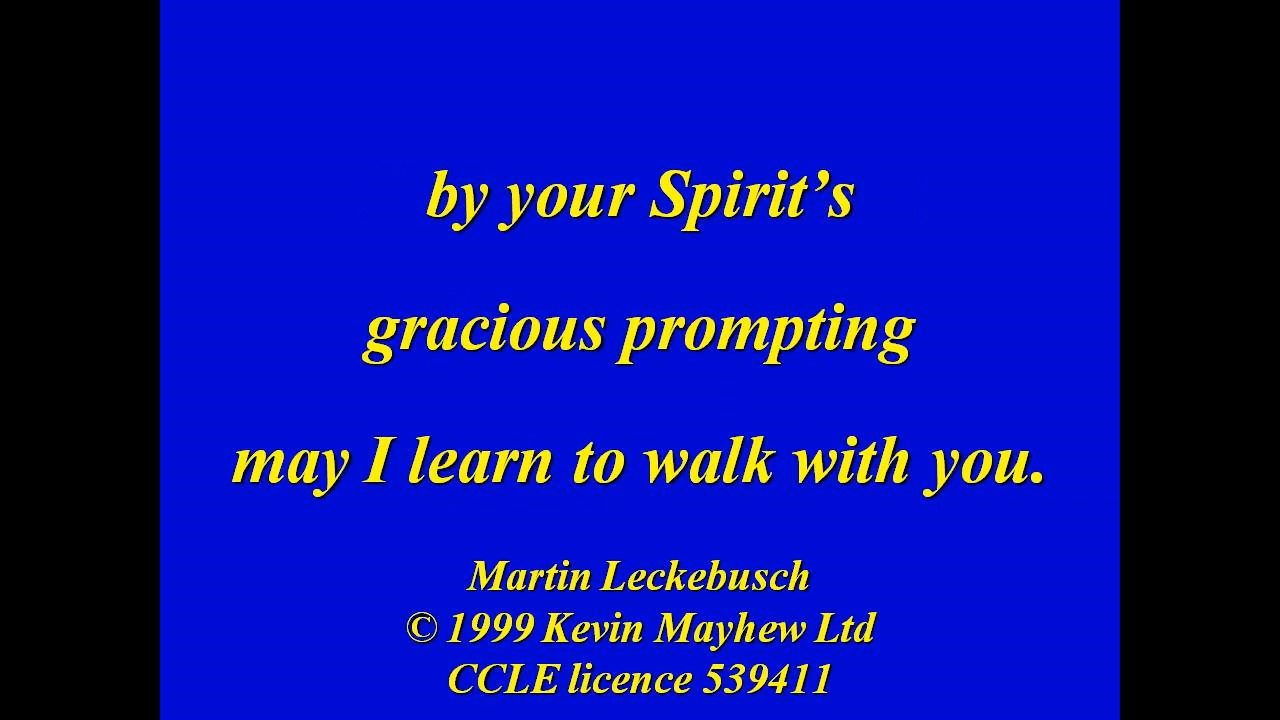 by your Spirit’s
gracious prompting
may I learn to walk with you.
Martin Leckebusch
© 1999 Kevin Mayhew Ltd
CCLE licence 539411